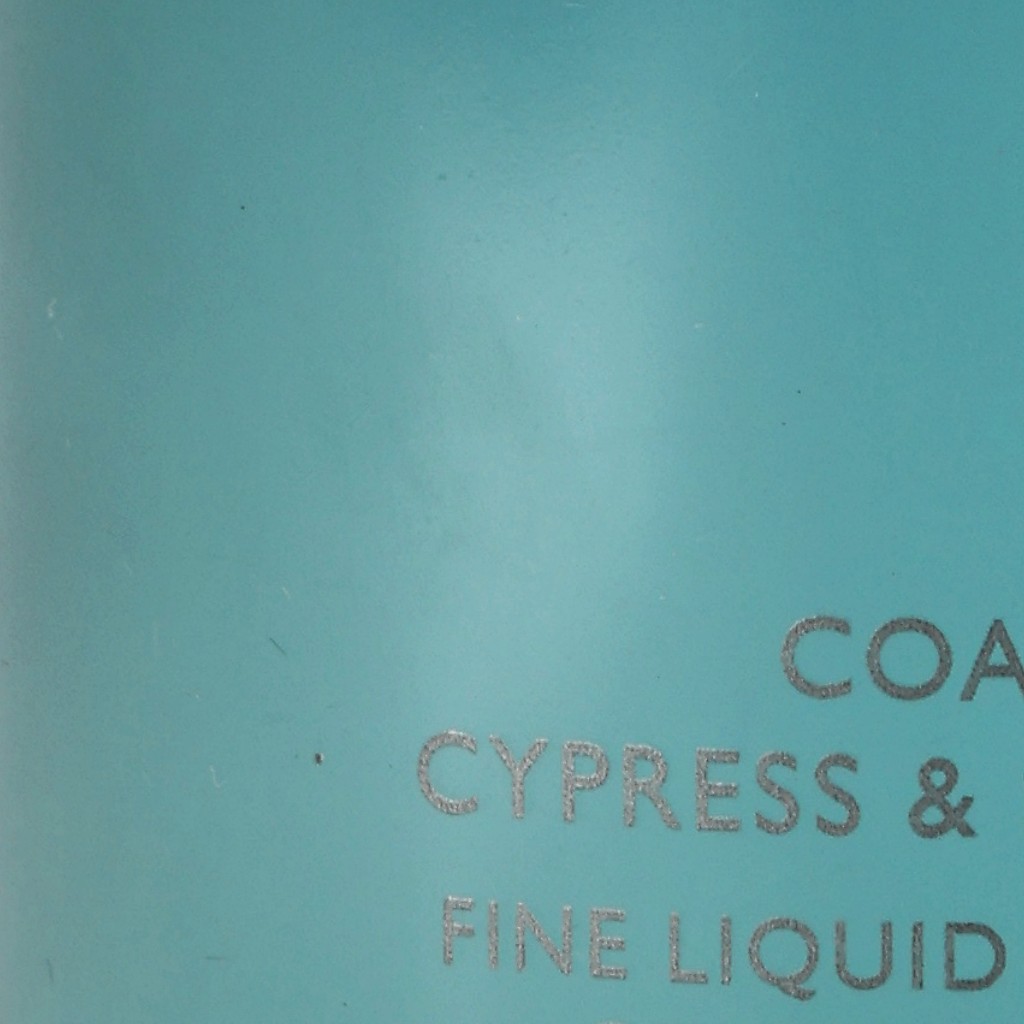 COA
CYPRESS &
FINE LIQUID